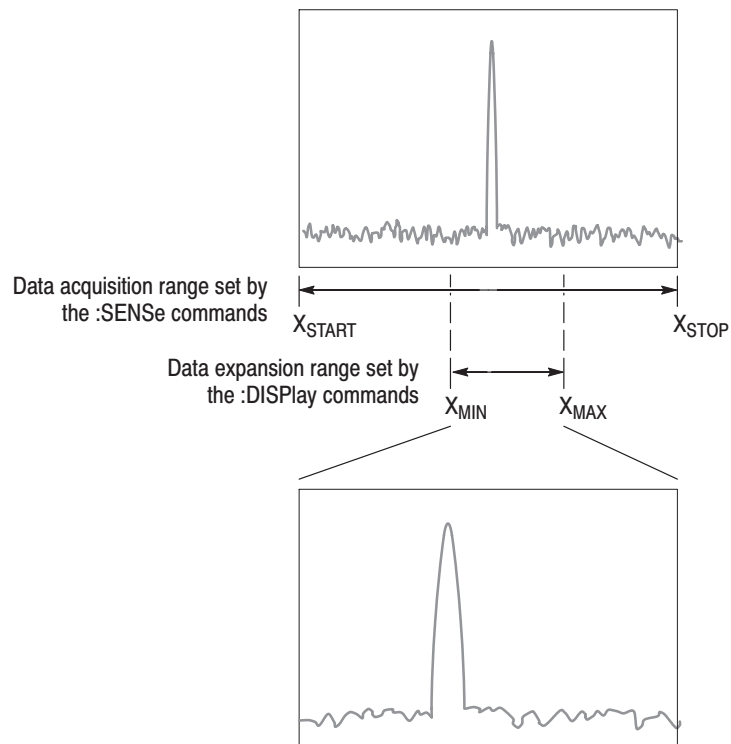 Data acquisition range set by
the :SENSe commands
XSTART
XSTOP
Data expansion range set by
the :DISPlay commands
XMIN
XMAX